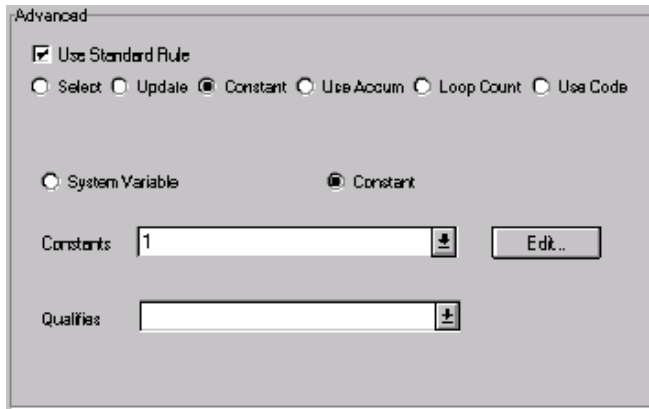 Advanced
Use Standard Rule
Select Update Constant Use Accum Loop Count Use Code
System Variable Constant
Constants 1 Edit...
Qualifies